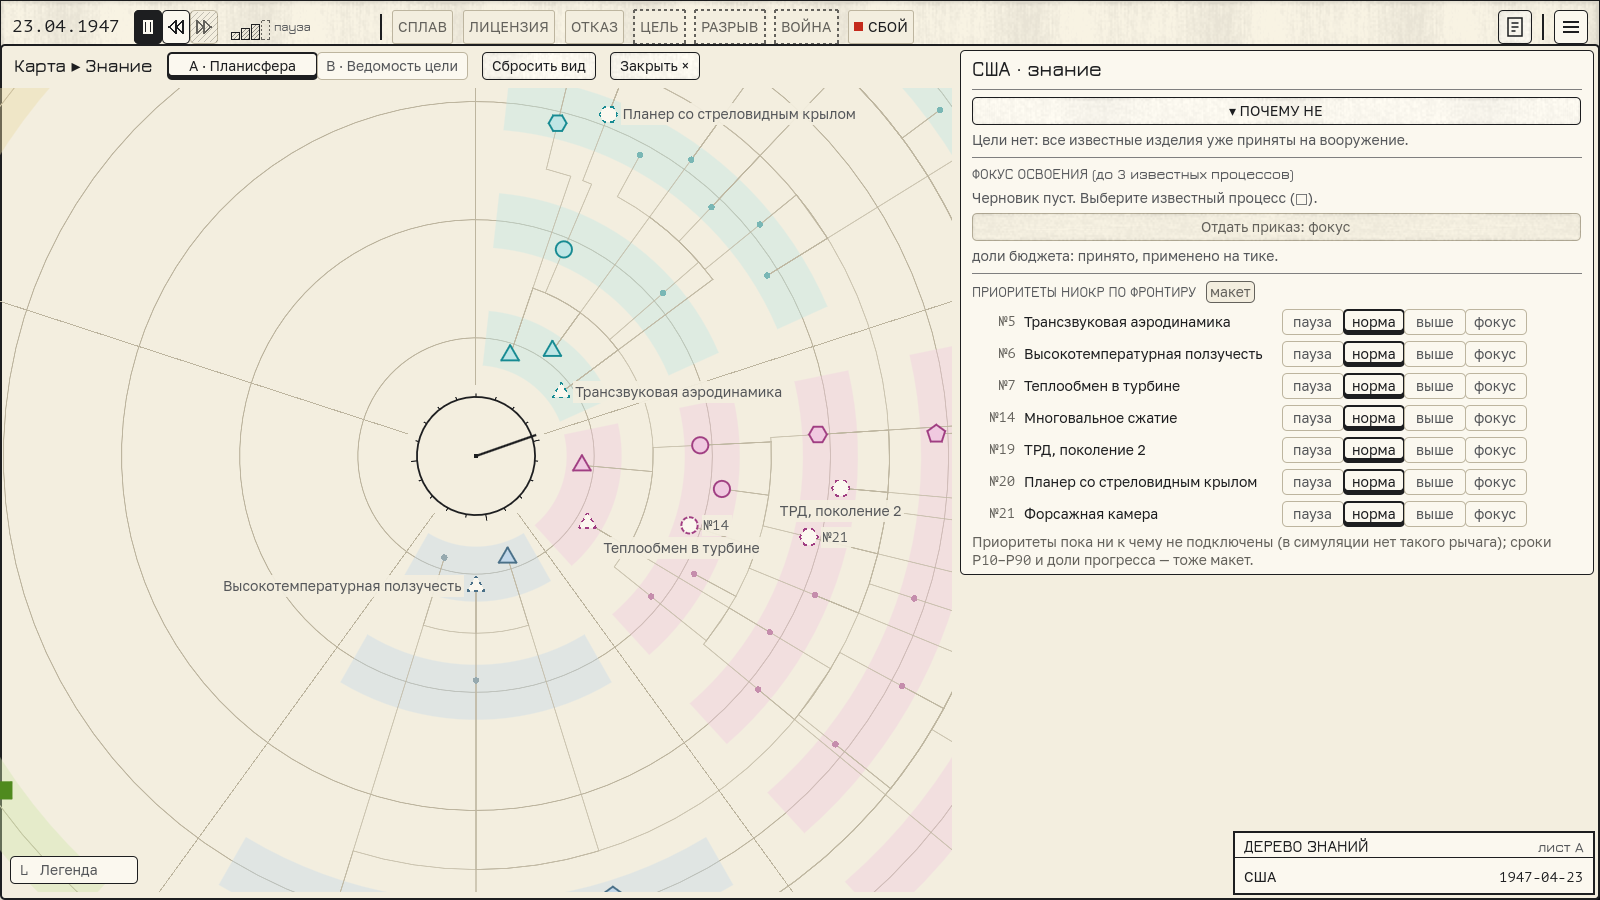 23.04.1947 пауза СПЛАВ ЛИЦЕНЗИЯ ОТКАЗ ЦЕЛЬ РАЗРЫВ ВОЙНА СБОЙ
Карта ▸ Знание А · Планисфера В · Ведомость цели Сбросить вид Закрыть ×
Планер со стреловидным крылом
Трансзвуковая аэродинамика
ТРД, поколение 2
№14
№21
Теплообмен в турбине
Высокотемпературная ползучесть
L Легенда
США · знание
▾ ПОЧЕМУ НЕ
Цели нет: все известные изделия уже приняты на вооружение.
ФОКУС ОСВОЕНИЯ (до 3 известных процессов)
Черновик пуст. Выберите известный процесс (□).
Отдать приказ: фокус
доли бюджета: принято, применено на тике.
ПРИОРИТЕТЫ НИОКР ПО ФРОНТИРУ макет
№5 Трансзвуковая аэродинамика пауза норма выше фокус
№6 Высокотемпературная ползучесть пауза норма выше фокус
№7 Теплообмен в турбине пауза норма выше фокус
№14 Многовальное сжатие пауза норма выше фокус
№19 ТРД, поколение 2 пауза норма выше фокус
№20 Планер со стреловидным крылом пауза норма выше фокус
№21 Форсажная камера пауза норма выше фокус
Приоритеты пока ни к чему не подключены (в симуляции нет такого рычага); сроки
P10–P90 и доли прогресса — тоже макет.
ДЕРЕВО ЗНАНИЙ лист А
США 1947-04-23